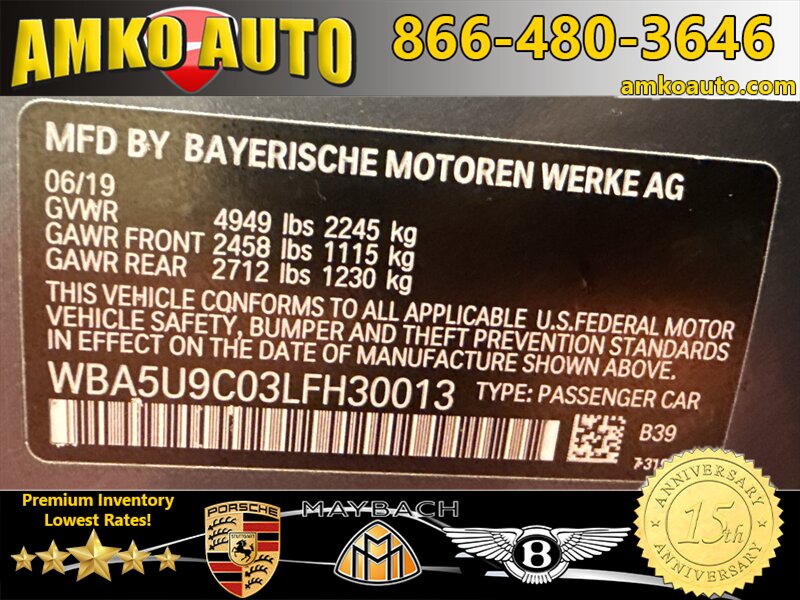 AMKO AUTO
866-480-3646
amkoauto.com
MFD BY BAYERISCHE MOTOREN WERKE AG
06/19
GVWR 4949 lbs 2245 kg
GAWR FRONT 2458 lbs 1115 kg
GAWR REAR 2712 lbs 1230 kg
THIS VEHICLE CONFORMS TO ALL APPLICABLE U.S.FEDERAL MOTOR
VEHICLE SAFETY, BUMPER AND THEFT PREVENTION STANDARDS
IN EFFECT ON THE DATE OF MANUFACTURE SHOWN ABOVE.
WBA5U9C03LFH30013 TYPE: PASSENGER CAR
B39
Premium Inventory
Lowest Rates!
PORSCHE
STUTTGART
MAYBACH
M M
B
ANNIVERSARY
15th
ANNIVERSARY